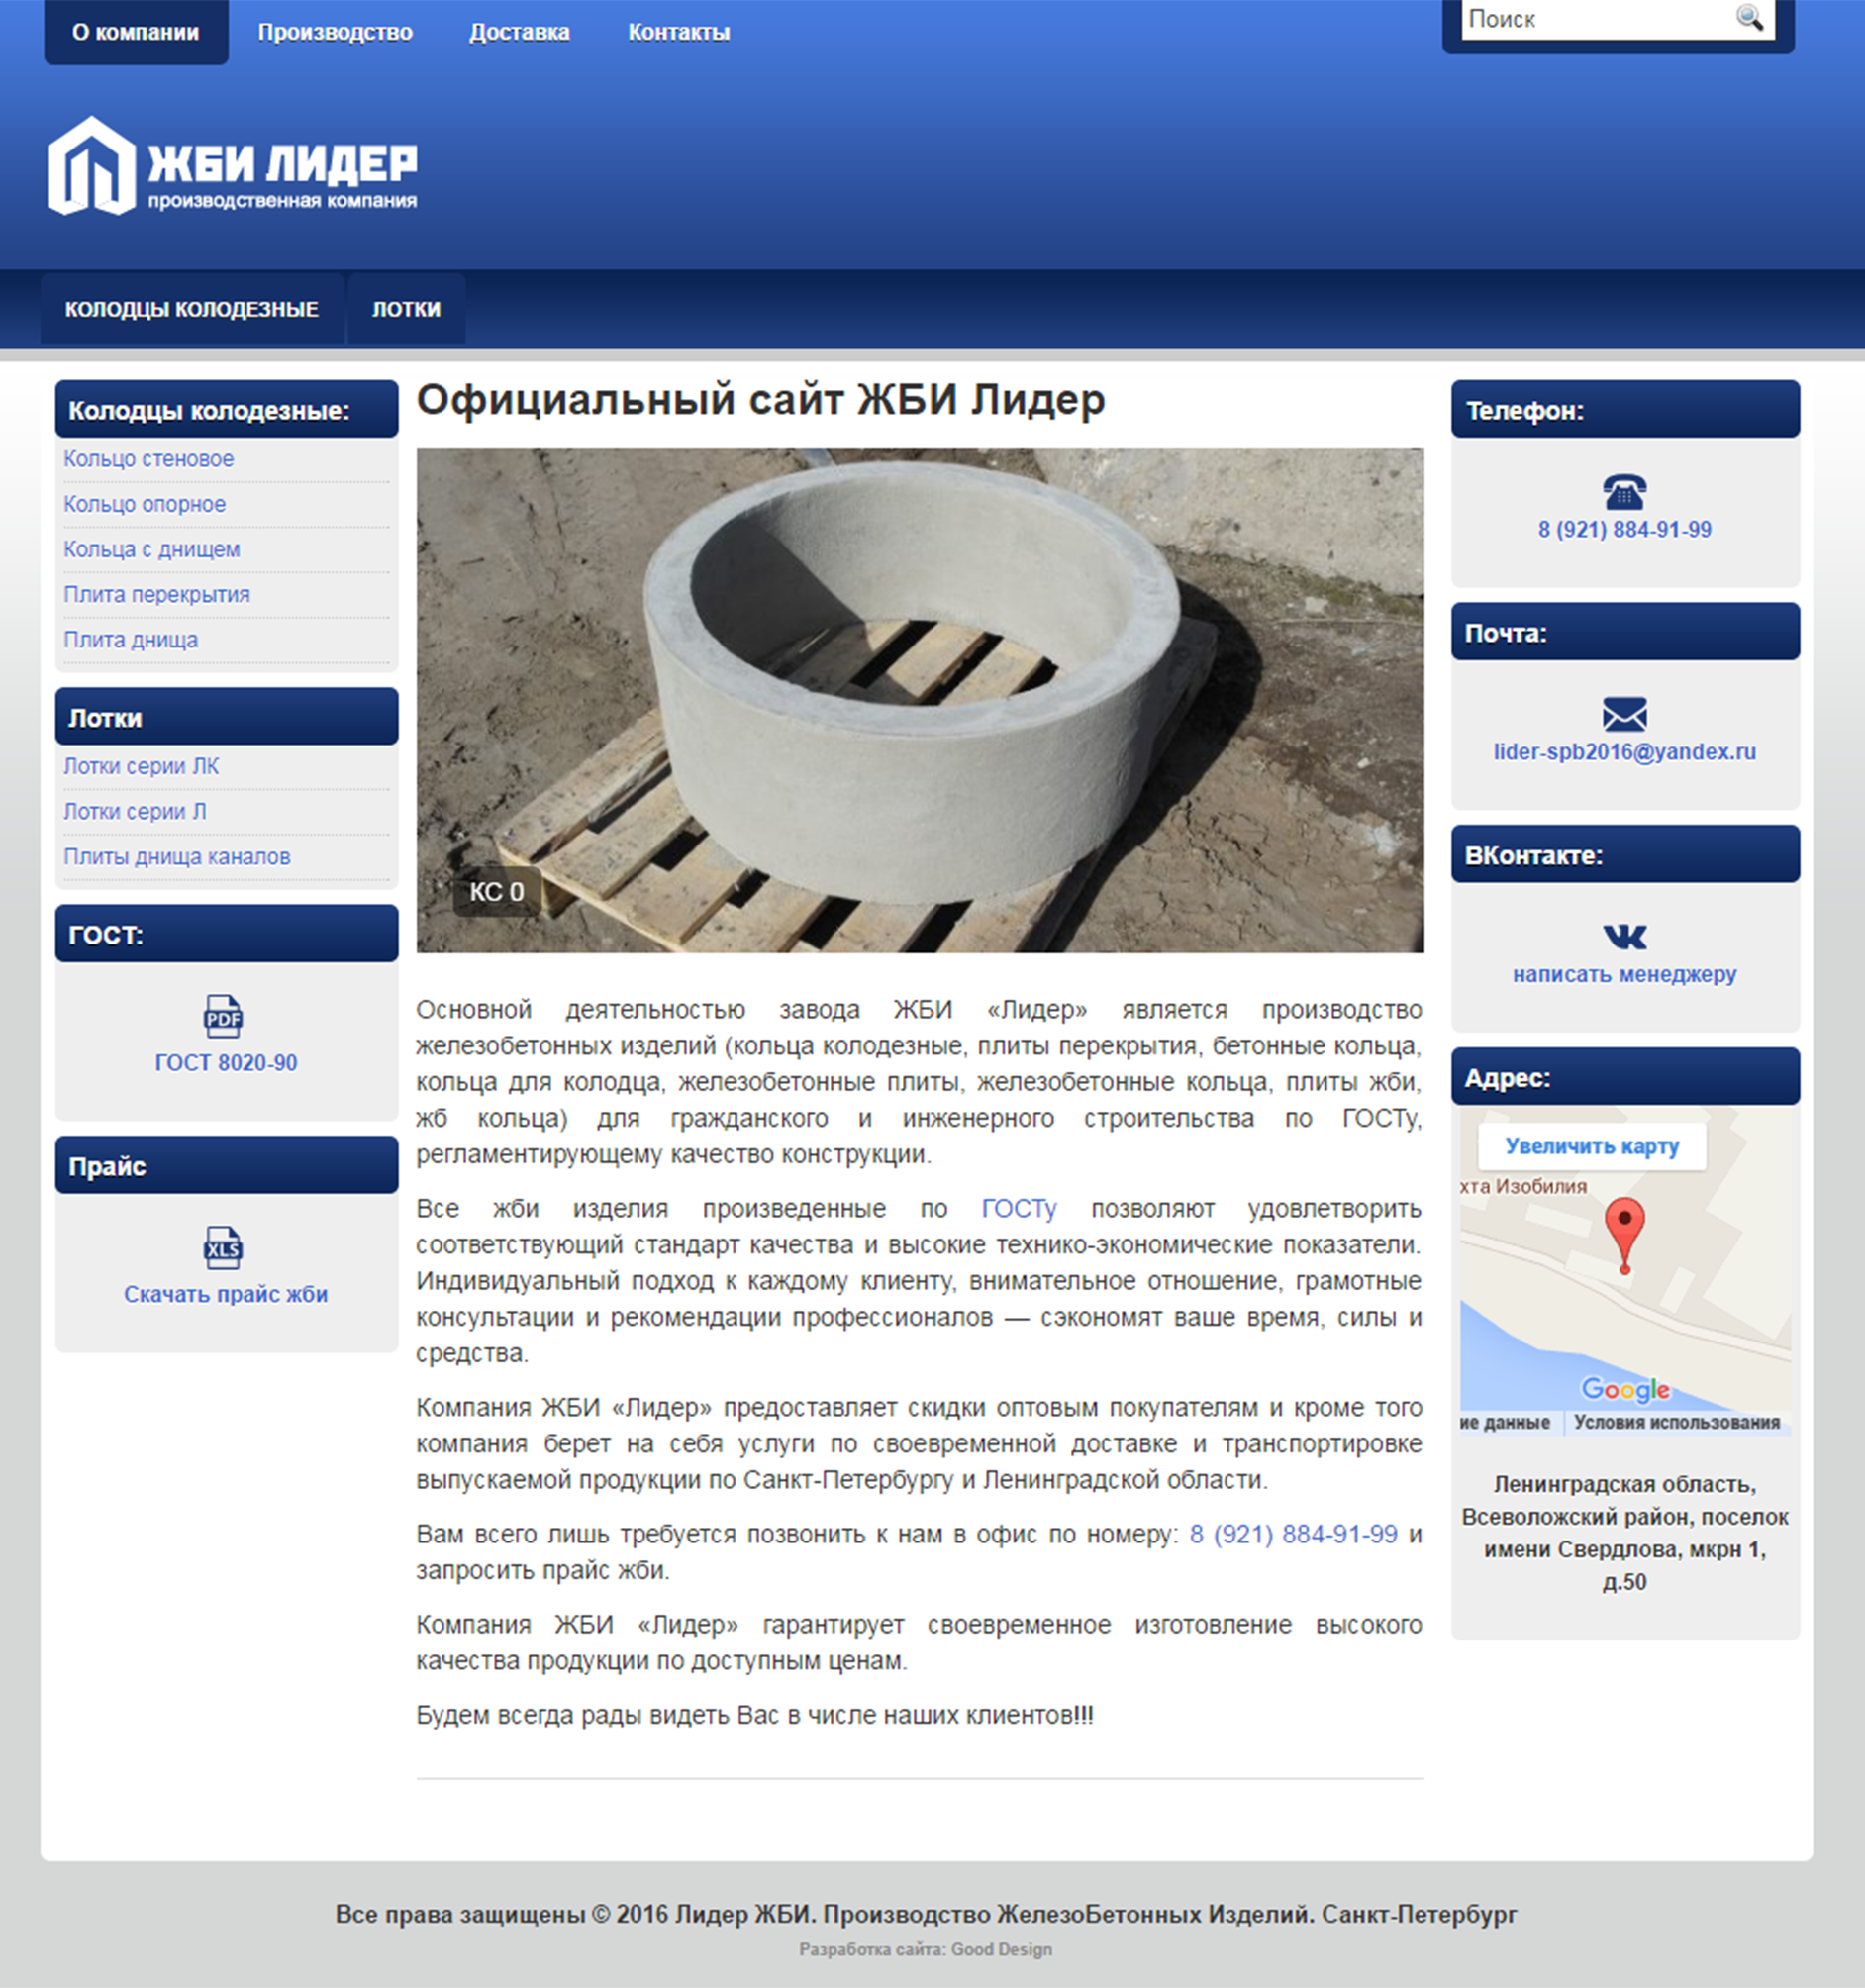 О компании
Производство
Доставка
Контакты
Поиск
ЖБИ ЛИДЕР
производственная компания
КОЛОДЦЫ КОЛОДЕЗНЫЕ
ЛОТКИ
Колодцы колодезные:
Кольцо стеновое
Кольцо опорное
Кольца с днищем
Плита перекрытия
Плита днища
Лотки
Лотки серии ЛК
Лотки серии Л
Плиты днища каналов
ГОСТ:
PDF
ГОСТ 8020-90
Прайс
XLS
Скачать прайс жби
Официальный сайт ЖБИ Лидер
КС 0
Основной деятельностью завода ЖБИ «Лидер» является производство
железобетонных изделий (кольца колодезные, плиты перекрытия, бетонные кольца,
кольца для колодца, железобетонные плиты, железобетонные кольца, плиты жби,
жб кольца) для гражданского и инженерного строительства по ГОСТу,
регламентирующему качество конструкции.
Все жби изделия произведенные по ГОСТу позволяют удовлетворить
соответствующий стандарт качества и высокие технико-экономические показатели.
Индивидуальный подход к каждому клиенту, внимательное отношение, грамотные
консультации и рекомендации профессионалов — сэкономят ваше время, силы и
средства.
Компания ЖБИ «Лидер» предоставляет скидки оптовым покупателям и кроме того
компания берет на себя услуги по своевременной доставке и транспортировке
выпускаемой продукции по Санкт-Петербургу и Ленинградской области.
Вам всего лишь требуется позвонить к нам в офис по номеру: 8 (921) 884-91-99 и
запросить прайс жби.
Компания ЖБИ «Лидер» гарантирует своевременное изготовление высокого
качества продукции по доступным ценам.
Будем всегда рады видеть Вас в числе наших клиентов!!!
Телефон:
8 (921) 884-91-99
Почта:
lider-spb2016@yandex.ru
ВКонтакте:
написать менеджеру
Адрес:
Увеличить карту
хта Изобилия
Google
ие данные
Условия использования
Ленинградская область,
Всеволожский район, поселок
имени Свердлова, мкрн 1,
д.50
Все права защищены © 2016 Лидер ЖБИ. Производство ЖелезоБетонных Изделий. Санкт-Петербург
Разработка сайта: Good Design